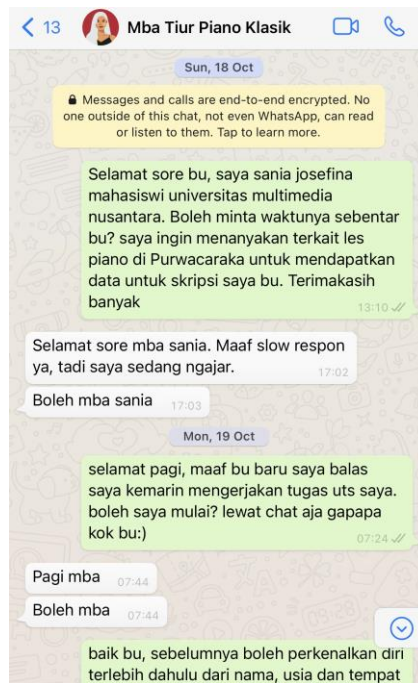 13
Mba Tiur Piano Klasik
Sun, 18 Oct
Messages and calls are end-to-end encrypted. No
one outside of this chat, not even WhatsApp, can read
or listen to them. Tap to learn more.
Selamat sore bu, saya sania josefina
mahasiswi universitas multimedia
nusantara. Boleh minta waktunya sebentar
bu? saya ingin menanyakan terkait les
piano di Purwacaraka untuk mendapatkan
data untuk skripsi saya bu. Terimakasih
banyak
13:10
Selamat sore mba sania. Maaf slow respon
ya, tadi saya sedang ngajar.
17:02
Boleh mba sania 17:03
Mon, 19 Oct
selamat pagi, maaf bu baru saya balas
saya kemarin mengerjakan tugas uts saya.
boleh saya mulai? lewat chat aja gapapa
kok bu:)
07:24
Pagi mba 07:44
Boleh mba 07:44
baik bu, sebelumnya boleh perkenalkan diri
terlebih dahulu dari nama, usia dan tempat